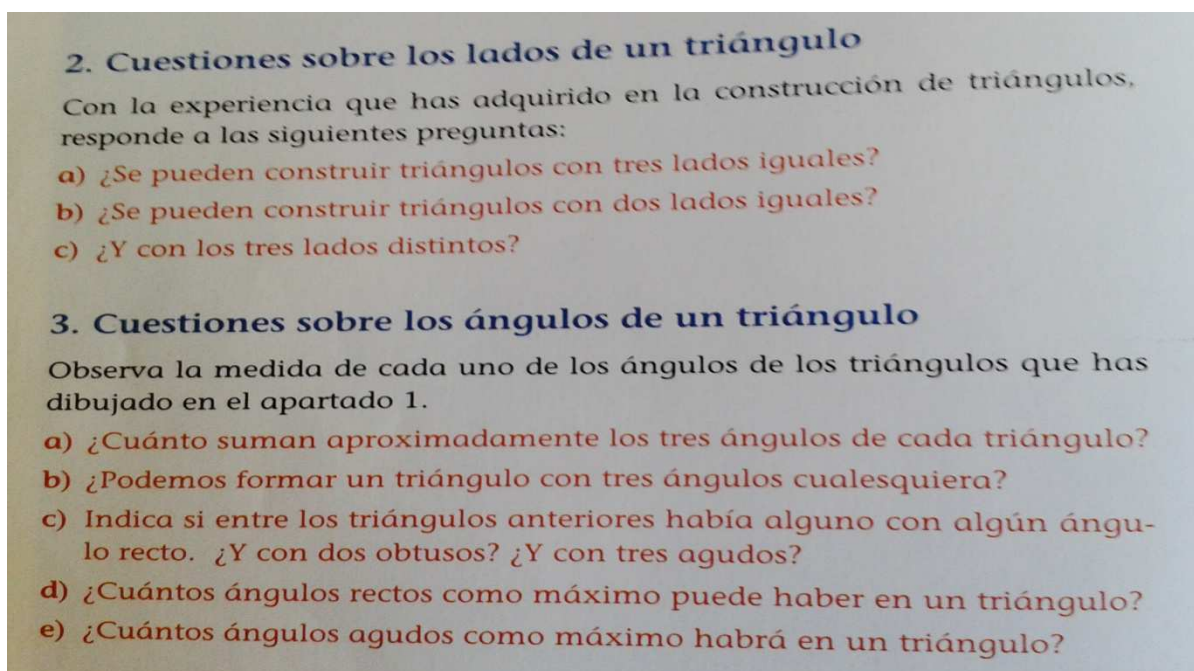 2. Cuestiones sobre los lados de un triángulo
Con la experiencia que has adquirido en la construcción de triángulos,
responde a las siguientes preguntas:
a) ¿Se pueden construir triángulos con tres lados iguales?
b) ¿Se pueden construir triángulos con dos lados iguales?
c) ¿Y con los tres lados distintos?
3. Cuestiones sobre los ángulos de un triángulo
Observa la medida de cada uno de los ángulos de los triángulos que has
dibujado en el apartado 1.
a) ¿Cuánto suman aproximadamente los tres ángulos de cada triángulo?
b) ¿Podemos formar un triángulo con tres ángulos cualesquiera?
c) Indica si entre los triángulos anteriores había alguno con algún ángu-
lo recto. ¿Y con dos obtusos? ¿Y con tres agudos?
d) ¿Cuántos ángulos rectos como máximo puede haber en un triángulo?
e) ¿Cuántos ángulos agudos como máximo habrá en un triángulo?